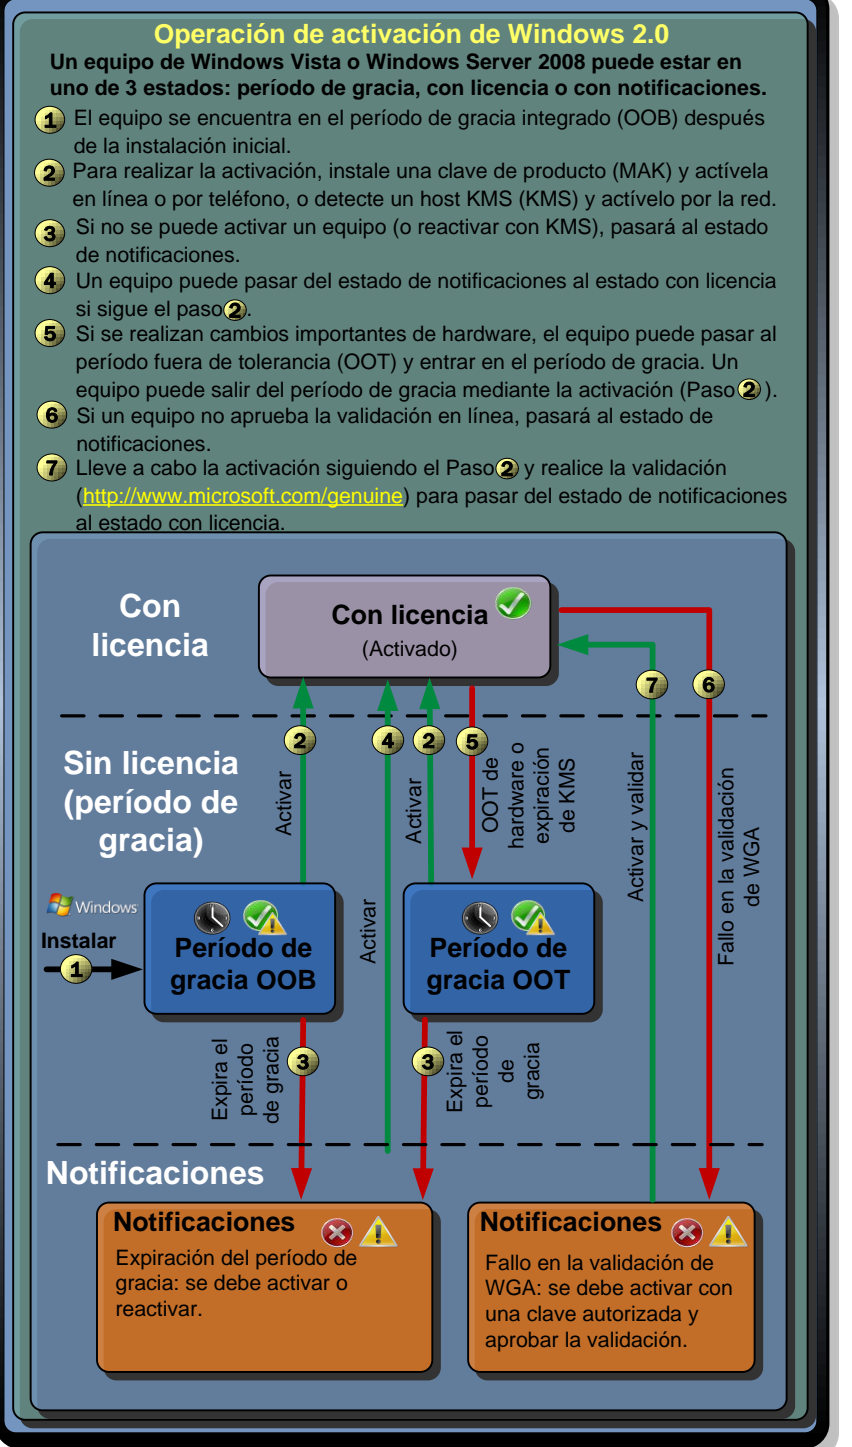 Operación de activación de Windows 2.0
Un equipo de Windows Vista o Windows Server 2008 puede estar en
uno de 3 estados: período de gracia, con licencia o con notificaciones.
1 El equipo se encuentra en el período de gracia integrado (OOB) después
de la instalación inicial.
2 Para realizar la activación, instale una clave de producto (MAK) y actívela
en línea o por teléfono, o detecte un host KMS (KMS) y actívelo por la red.
3 Si no se puede activar un equipo (o reactivar con KMS), pasará al estado
de notificaciones.
4 Un equipo puede pasar del estado de notificaciones al estado con licencia
si sigue el paso 2.
5 Si se realizan cambios importantes de hardware, el equipo puede pasar al
período fuera de tolerancia (OOT) y entrar en el período de gracia. Un
equipo puede salir del período de gracia mediante la activación (Paso 2).
6 Si un equipo no aprueba la validación en línea, pasará al estado de
notificaciones.
7 Lleve a cabo la activación siguiendo el Paso 2 y realice la validación
(http://www.microsoft.com/genuine) para pasar del estado de notificaciones
al estado con licencia.
Con
licencia
Con licencia
(Activado)
7
6
2
4
2
5
Sin licencia
(período de
gracia)
Activar
Activar
Activar
OOT de
hardware o
expiración
de KMS
Activar y validar
Fallo en la validación
de WGA
Windows
Instalar
1
Período de
gracia OOB
Período de
gracia OOT
Expira el
período
de gracia
3
3
Expira el
período
de
gracia
Notificaciones
Notificaciones
Expiración del período de
gracia: se debe activar o
reactivar.
Notificaciones
Fallo en la validación de
WGA: se debe activar con
una clave autorizada y
aprobar la validación.